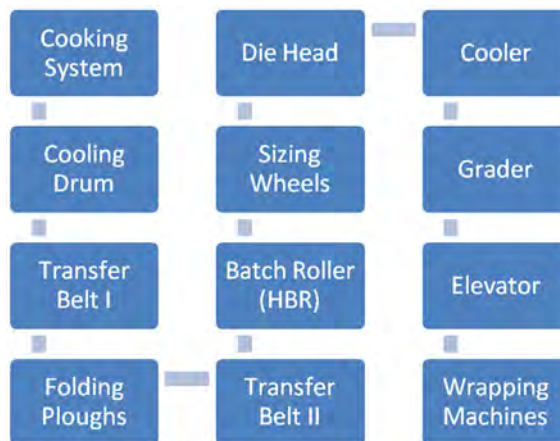 Cooking
System
Cooling
Drum
Transfer
Belt I
Folding
Ploughs
Transfer
Belt II
Batch Roller
(HBR)
Sizing
Wheels
Die Head
Cooler
Grader
Elevator
Wrapping
Machines